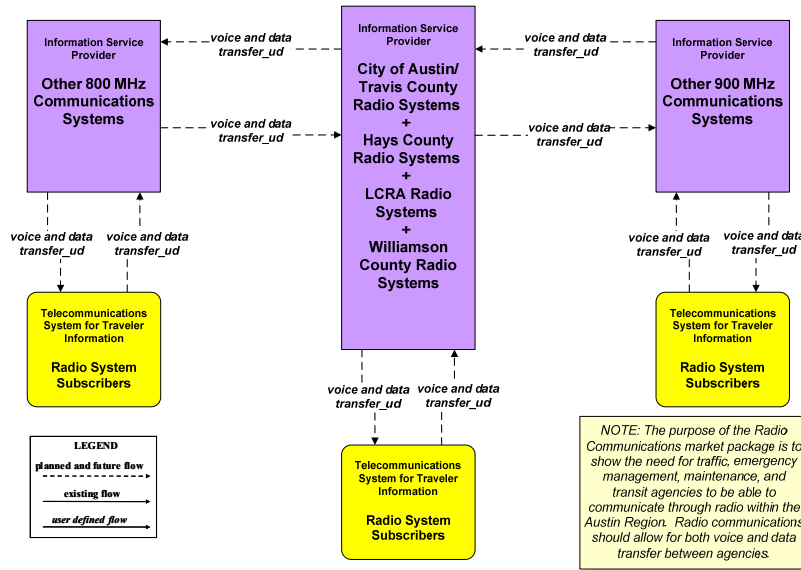 Information Service
Provider
Other 800 MHz
Communications
Systems
voice and data
transfer_ud
voice and data
transfer_ud
Information Service
Provider
City of Austin/
Travis County
Radio Systems
+
Hays County
Radio Systems
+
LCRA Radio
Systems
+
Williamson
County Radio
Systems
voice and data
transfer_ud
voice and data
transfer_ud
Information Service
Provider
Other 900 MHz
Communications
Systems
voice and data
transfer_ud
voice and data
transfer_ud
voice and data
transfer_ud
voice and data
transfer_ud
Telecommunications
System for Traveler
Information
Radio System
Subscribers
Telecommunications
System for Traveler
Information
Radio System
Subscribers
voice and data
transfer_ud
voice and data
transfer_ud
Telecommunications
System for Traveler
Information
Radio System
Subscribers
LEGEND
planned and future flow
existing flow
user defined flow
NOTE: The purpose of the Radio
Communications market package is to
show the need for traffic, emergency
management, maintenance, and
transit agencies to be able to
communicate through radio within the
Austin Region. Radio communications
should allow for both voice and data
transfer between agencies.